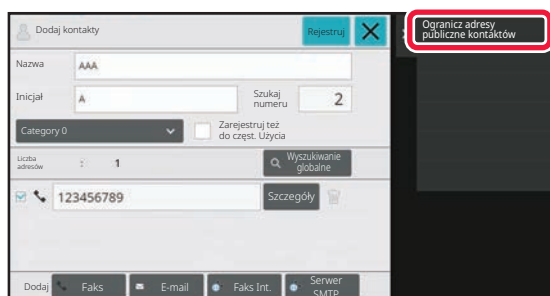 Dodaj kontakty
Rejestruj
Ogranicz adresy
publiczne kontaktów
Nazwa
AAA
Inicjał
A
Szukaj
numeru
2
Category 0
Zarejestruj też
do częst. Użycia
Liczba
adresów
:
1
Wyszukiwanie
globalne
123456789
Szczegóły
Dodaj
Faks
E-mail
Faks Int.
Serwer
SMTP